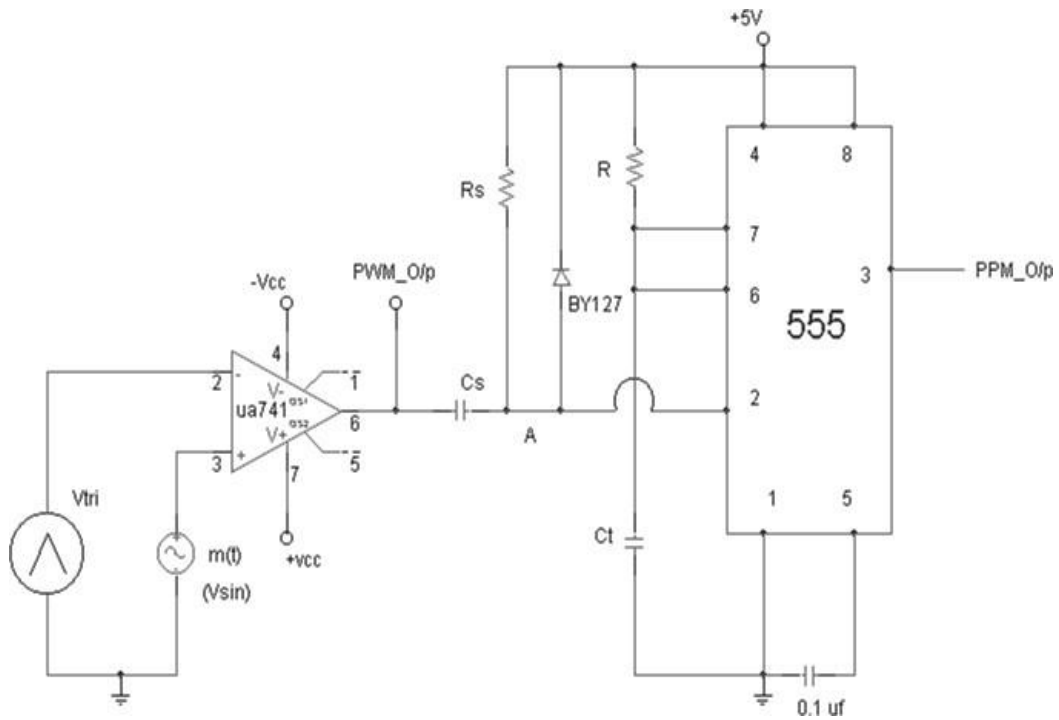 +5V
4
8
Rs
R
7
PWM_O/p
3
PPM_O/p
-Vcc
BY127
6
555
4
2
-
V-
OS1
1
Cs
2
ua741
6
OS2
A
3
+
V+
7
5
1
5
Vtri
m(t)
(Vsin)
+vcc
Ct
0.1 uf